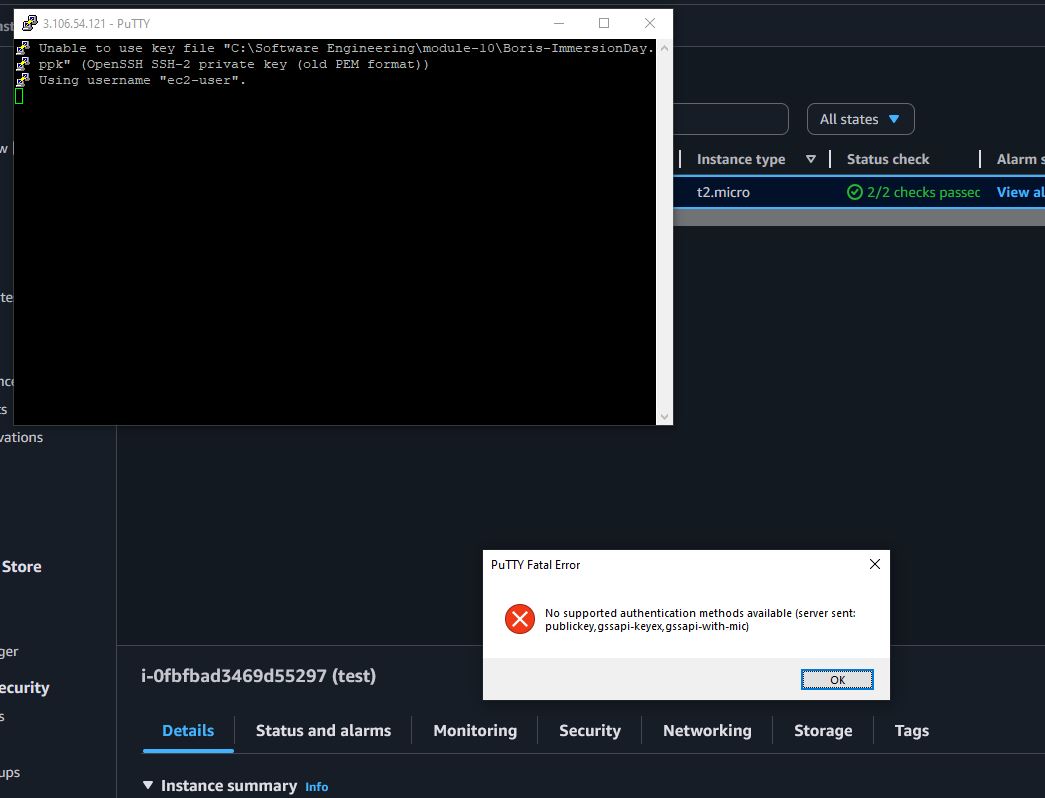 3.106.54.121 - PuTTY
Unable to use key file "C:\Software Engineering\module-10\Boris-ImmersionDay.
ppk" (OpenSSH SSH-2 private key (old PEM format))
Using username "ec2-user".
All states
Instance type Status check Alarm s
t2.micro 2/2 checks passec View al
vations
Store
ger
ecurity
ups
PuTTY Fatal Error
No supported authentication methods available (server sent:
publickey,gssapi-keyex,gssapi-with-mic)
OK
i-0fbfbad3469d55297 (test)
Details Status and alarms Monitoring Security Networking Storage Tags
Instance summary Info